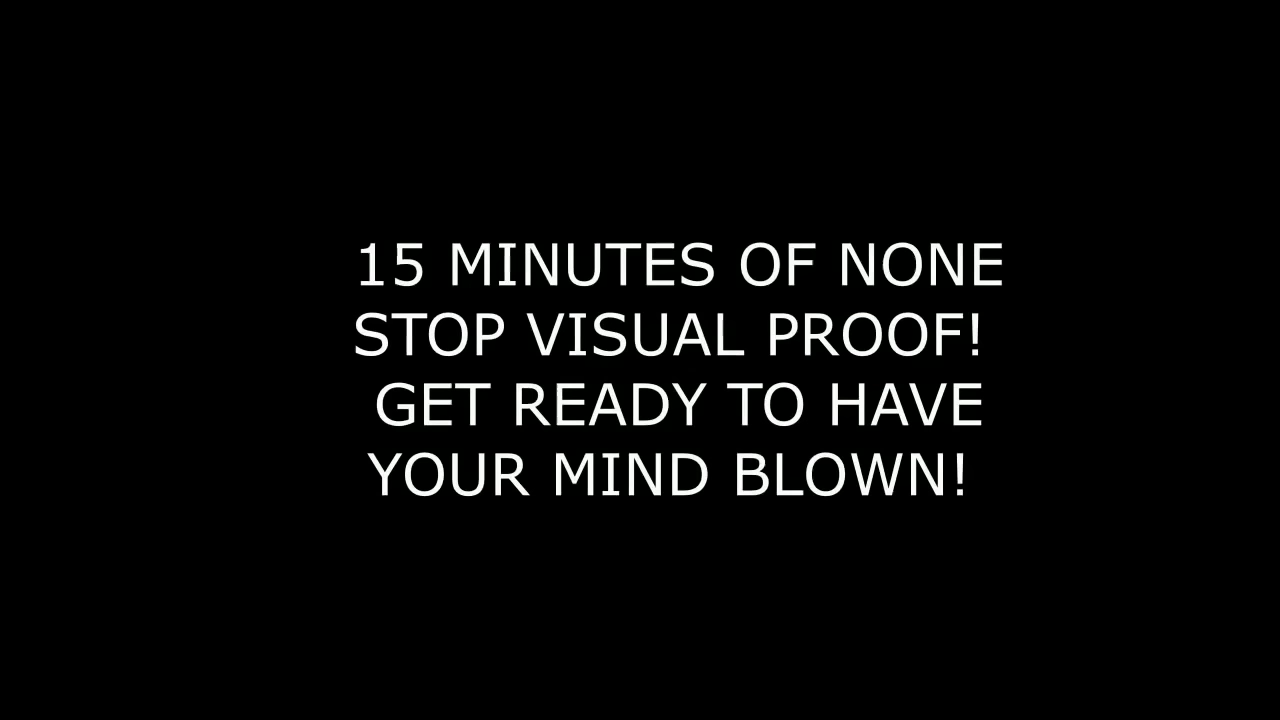 15 MINUTES OF NONE
STOP VISUAL PROOF!
GET READY TO HAVE
YOUR MIND BLOWN!